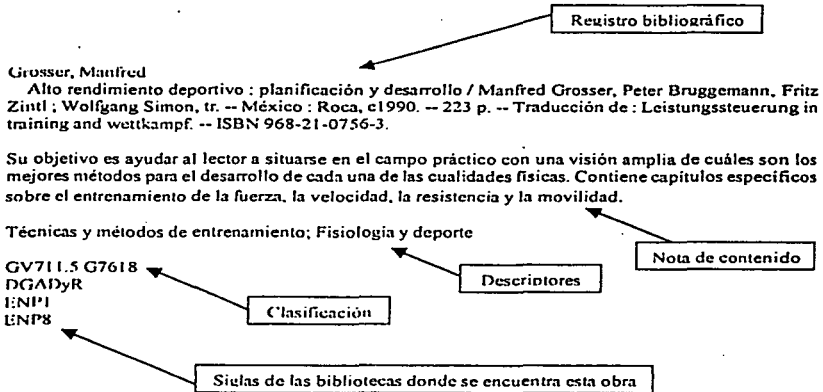 Registro bibliográfico
Grosser, Manfred
Alto rendimiento deportivo : planificación y desarrollo / Manfred Grosser, Peter Bruggemann, Fritz
Zintl ; Wolfgang Simon, tr. -- México : Roca, c1990. -- 223 p. -- Traducción de : Leistungssteuerung in
training and wettkampf. -- ISBN 968-21-0756-3.
Su objetivo es ayudar al lector a situarse en el campo práctico con una visión amplia de cuáles son los
mejores métodos para el desarrollo de cada una de las cualidades físicas. Contiene capítulos específicos
sobre el entrenamiento de la fuerza, la velocidad, la resistencia y la movilidad.
Técnicas y métodos de entrenamiento; Fisiología y deporte
Nota de contenido
GV711.5 G7618
Descriptores
DGADyR
ENP1
Clasificación
ENP8
Siglas de las bibliotecas donde se encuentra esta obra